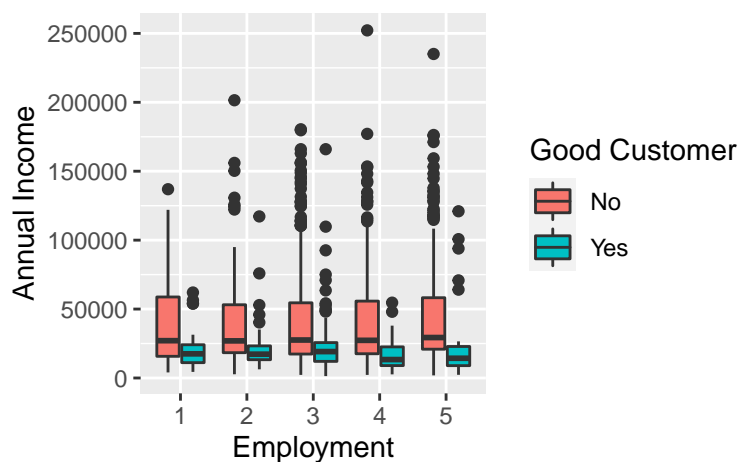 250000
200000
150000
100000
50000
0
Annual Income
1 2 3 4 5
Employment
Good Customer
No
Yes